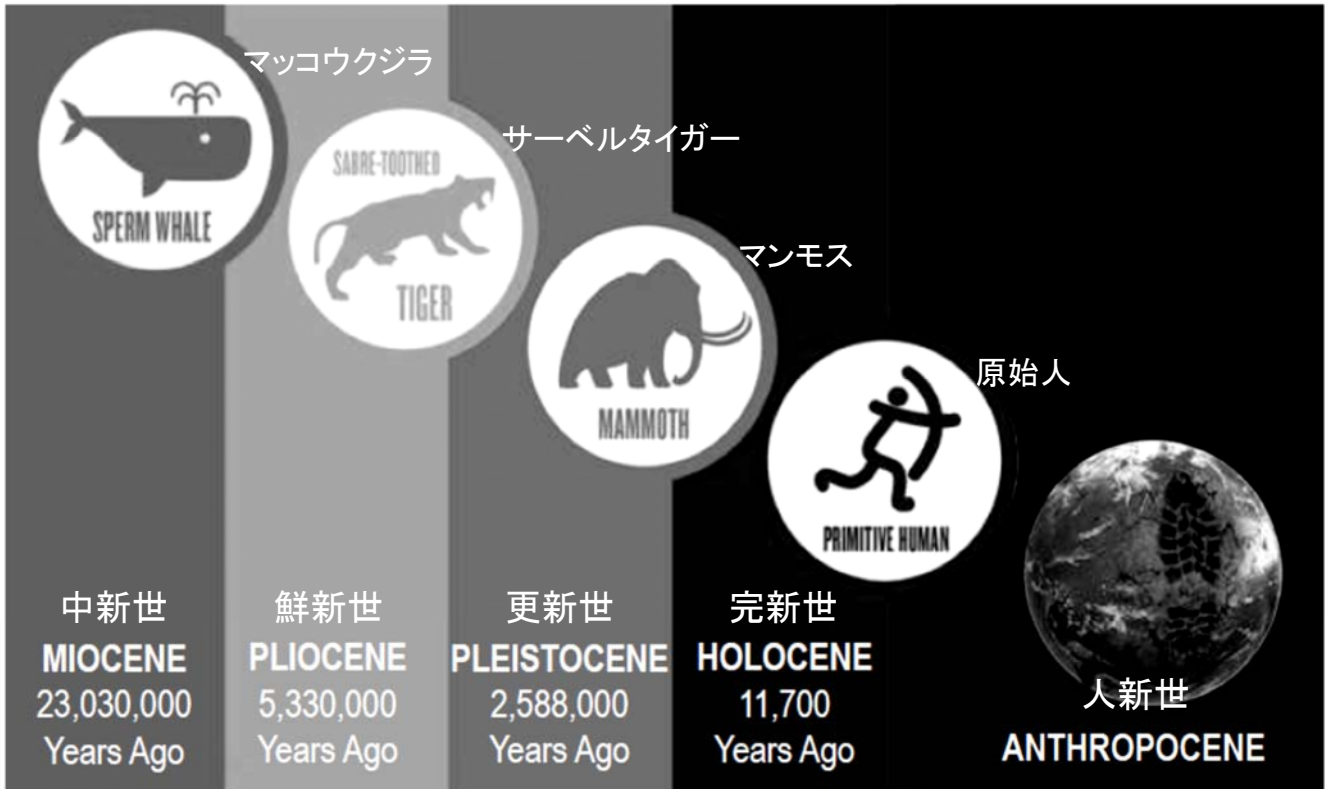 マッコウクジラ
SPERM WHALE
サーベルタイガー
SABRE-TOOTHED
TIGER
マンモス
MAMMOTH
原始人
PRIMITIVE HUMAN
中新世
MIOCENE
23,030,000
Years Ago
鮮新世
PLIOCENE
5,330,000
Years Ago
更新世
PLEISTOCENE
2,588,000
Years Ago
完新世
HOLOCENE
11,700
Years Ago
人新世
ANTHROPOCENE